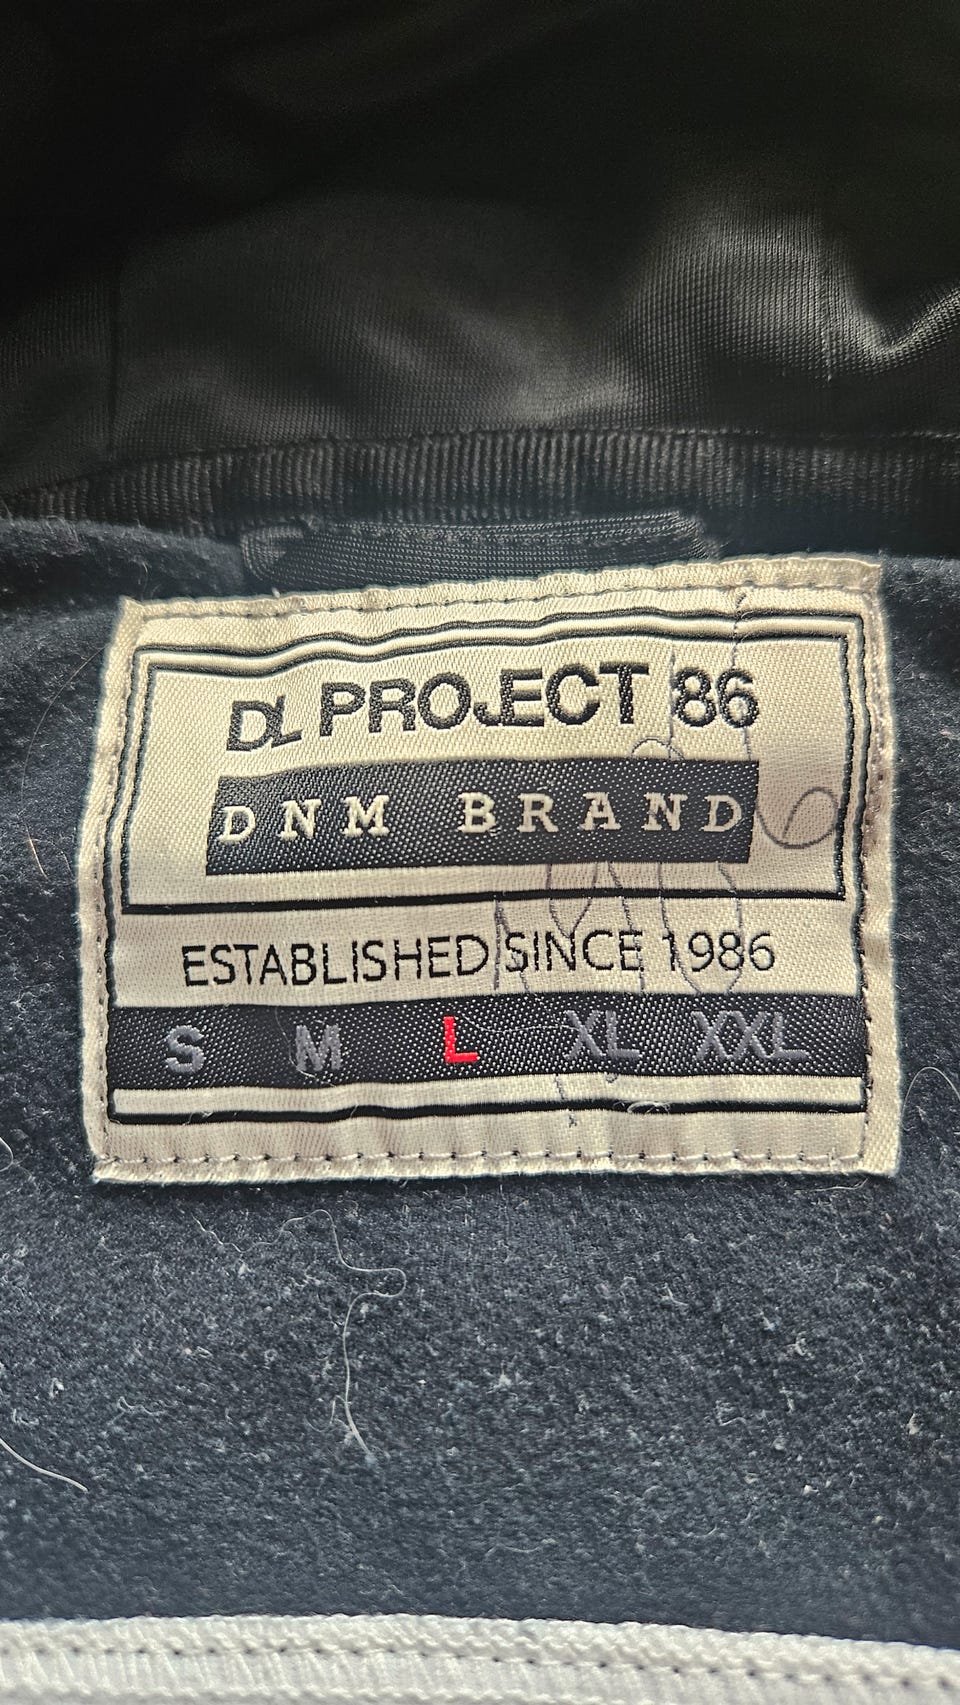 DL PROJECT 86
DNM BRAND
ESTABLISHED SINCE 1986
S M L XL XXL